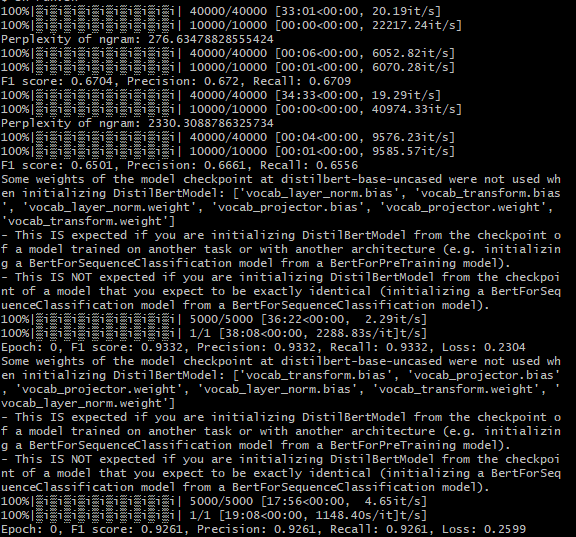 100%|▒i▒i▒i▒i▒i▒i▒i▒i▒i▒i| 40000/40000 [33:01<00:00, 20.19it/s]
100%|▒i▒i▒i▒i▒i▒i▒i▒i▒i▒i| 10000/10000 [00:00<00:00, 22217.24it/s]
Perplexity of ngram: 276.63478828555424
100%|▒i▒i▒i▒i▒i▒i▒i▒i▒i▒i| 40000/40000 [00:06<00:00, 6052.82it/s]
100%|▒i▒i▒i▒i▒i▒i▒i▒i▒i▒i| 10000/10000 [00:01<00:00, 6070.28it/s]
F1 score: 0.6704, Precision: 0.672, Recall: 0.6709
100%|▒i▒i▒i▒i▒i▒i▒i▒i▒i▒i| 40000/40000 [34:33<00:00, 19.29it/s]
100%|▒i▒i▒i▒i▒i▒i▒i▒i▒i▒i| 10000/10000 [00:00<00:00, 40974.33it/s]
Perplexity of ngram: 2330.3088786325734
100%|▒i▒i▒i▒i▒i▒i▒i▒i▒i▒i| 40000/40000 [00:04<00:00, 9576.23it/s]
100%|▒i▒i▒i▒i▒i▒i▒i▒i▒i▒i| 10000/10000 [00:01<00:00, 9585.57it/s]
F1 score: 0.6501, Precision: 0.6661, Recall: 0.6556
Some weights of the model checkpoint at distilbert-base-uncased were not used wh
en initializing DistilBertModel: ['vocab_layer_norm.bias', 'vocab_transform.bias
', 'vocab_layer_norm.weight', 'vocab_projector.bias', 'vocab_projector.weight',
'vocab_transform.weight']
- This IS expected if you are initializing DistilBertModel from the checkpoint o
f a model trained on another task or with another architecture (e.g. initializin
g a BertForSequenceClassification model from a BertForPreTraining model).
- This IS NOT expected if you are initializing DistilBertModel from the checkpoi
nt of a model that you expect to be exactly identical (initializing a BertForSeq
uenceClassification model from a BertForSequenceClassification model).
100%|▒i▒i▒i▒i▒i▒i▒i▒i▒i▒i| 5000/5000 [36:22<00:00,  2.29it/s]
100%|▒i▒i▒i▒i▒i▒i▒i▒i▒i▒i| 1/1 [38:08<00:00, 2288.83s/it]t/s]
Epoch: 0, F1 score: 0.9332, Precision: 0.9332, Recall: 0.9332, Loss: 0.2304
Some weights of the model checkpoint at distilbert-base-uncased were not used wh
en initializing DistilBertModel: ['vocab_transform.bias', 'vocab_projector.bias'
, 'vocab_projector.weight', 'vocab_layer_norm.bias', 'vocab_transform.weight', '
vocab_layer_norm.weight']
- This IS expected if you are initializing DistilBertModel from the checkpoint o
f a model trained on another task or with another architecture (e.g. initializin
g a BertForSequenceClassification model from a BertForPreTraining model).
- This IS NOT expected if you are initializing DistilBertModel from the checkpoi
nt of a model that you expect to be exactly identical (initializing a BertForSeq
uenceClassification model from a BertForSequenceClassification model).
100%|▒i▒i▒i▒i▒i▒i▒i▒i▒i▒i| 5000/5000 [17:56<00:00,  4.65it/s]
100%|▒i▒i▒i▒i▒i▒i▒i▒i▒i▒i| 1/1 [19:08<00:00, 1148.40s/it]t/s]
Epoch: 0, F1 score: 0.9261, Precision: 0.9261, Recall: 0.9261, Loss: 0.2599